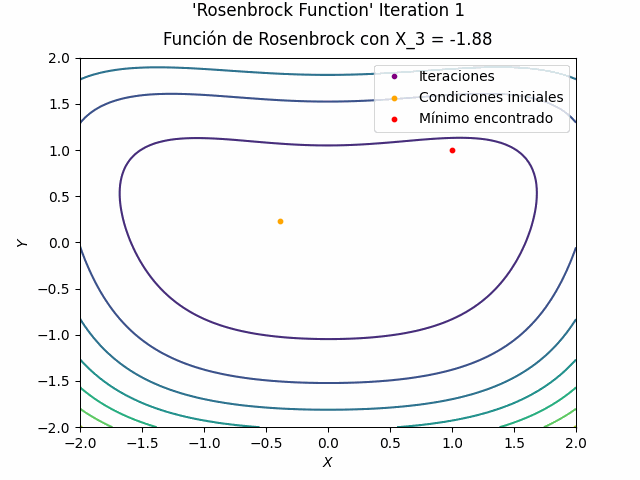 'Rosenbrock Function' Iteration 1
Función de Rosenbrock con X_3 = -1.88
Iteraciones
Condiciones iniciales
Mínimo encontrado
2.0
1.5
1.0
0.5
0.0
−0.5
−1.0
−1.5
−2.0
Y
−2.0 −1.5 −1.0 −0.5 0.0 0.5 1.0 1.5 2.0
X